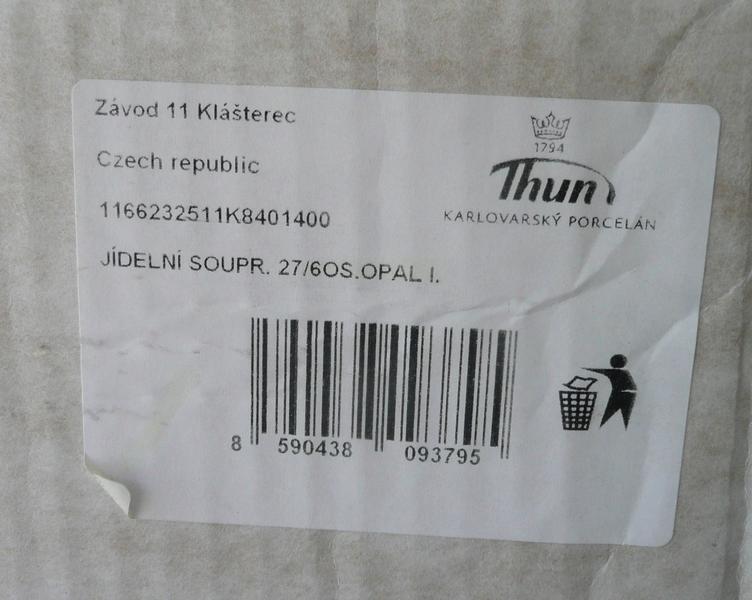 Závod 11 Klášterec
Czech republic
1166232511K8401400
JÍDELNÍ SOUPR. 27/6OS.OPAL I.
1794
Thun
KARLOVARSKÝ PORCELÁN
8 590438 093795